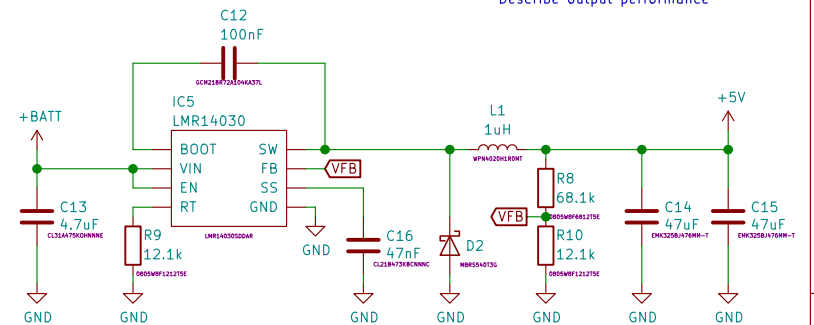 Describe output performance
C12
100nF
GCM21BR72A104KA37L
+BATT
IC5
LMR14030
BOOT
VIN
EN
RT
SW
FB
SS
GND
LMR14030SDDAR
VFB
GND
L1
1uH
WPN4020H1R0MT
+5V
C13
4.7uF
CL31A475KOHNNNE
R9
12.1k
0805W8F1212T5E
C16
47nF
CL21B473KBCNNNC
D2
MBRS540T3G
R8
68.1k
0805W8F6812T5E
VFB
R10
12.1k
0805W8F1212T5E
C14
47uF
EMK325BJ476MM-T
C15
47uF
EMK325BJ476MM-T
GND
GND
GND
GND
GND
GND
GND